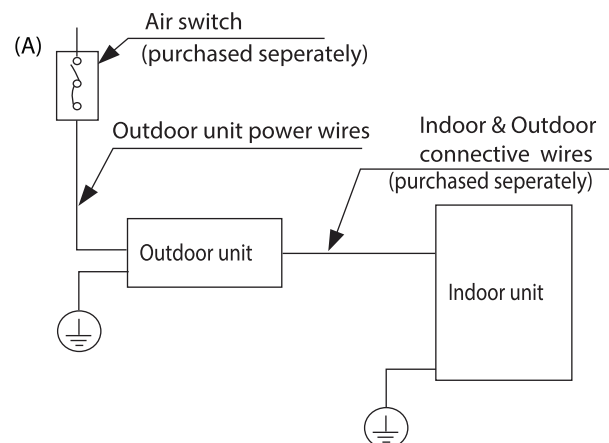 (A)
Air switch
(purchased seperately)
Outdoor unit power wires
Indoor & Outdoor
connective wires
(purchased seperately)
Outdoor unit
Indoor unit